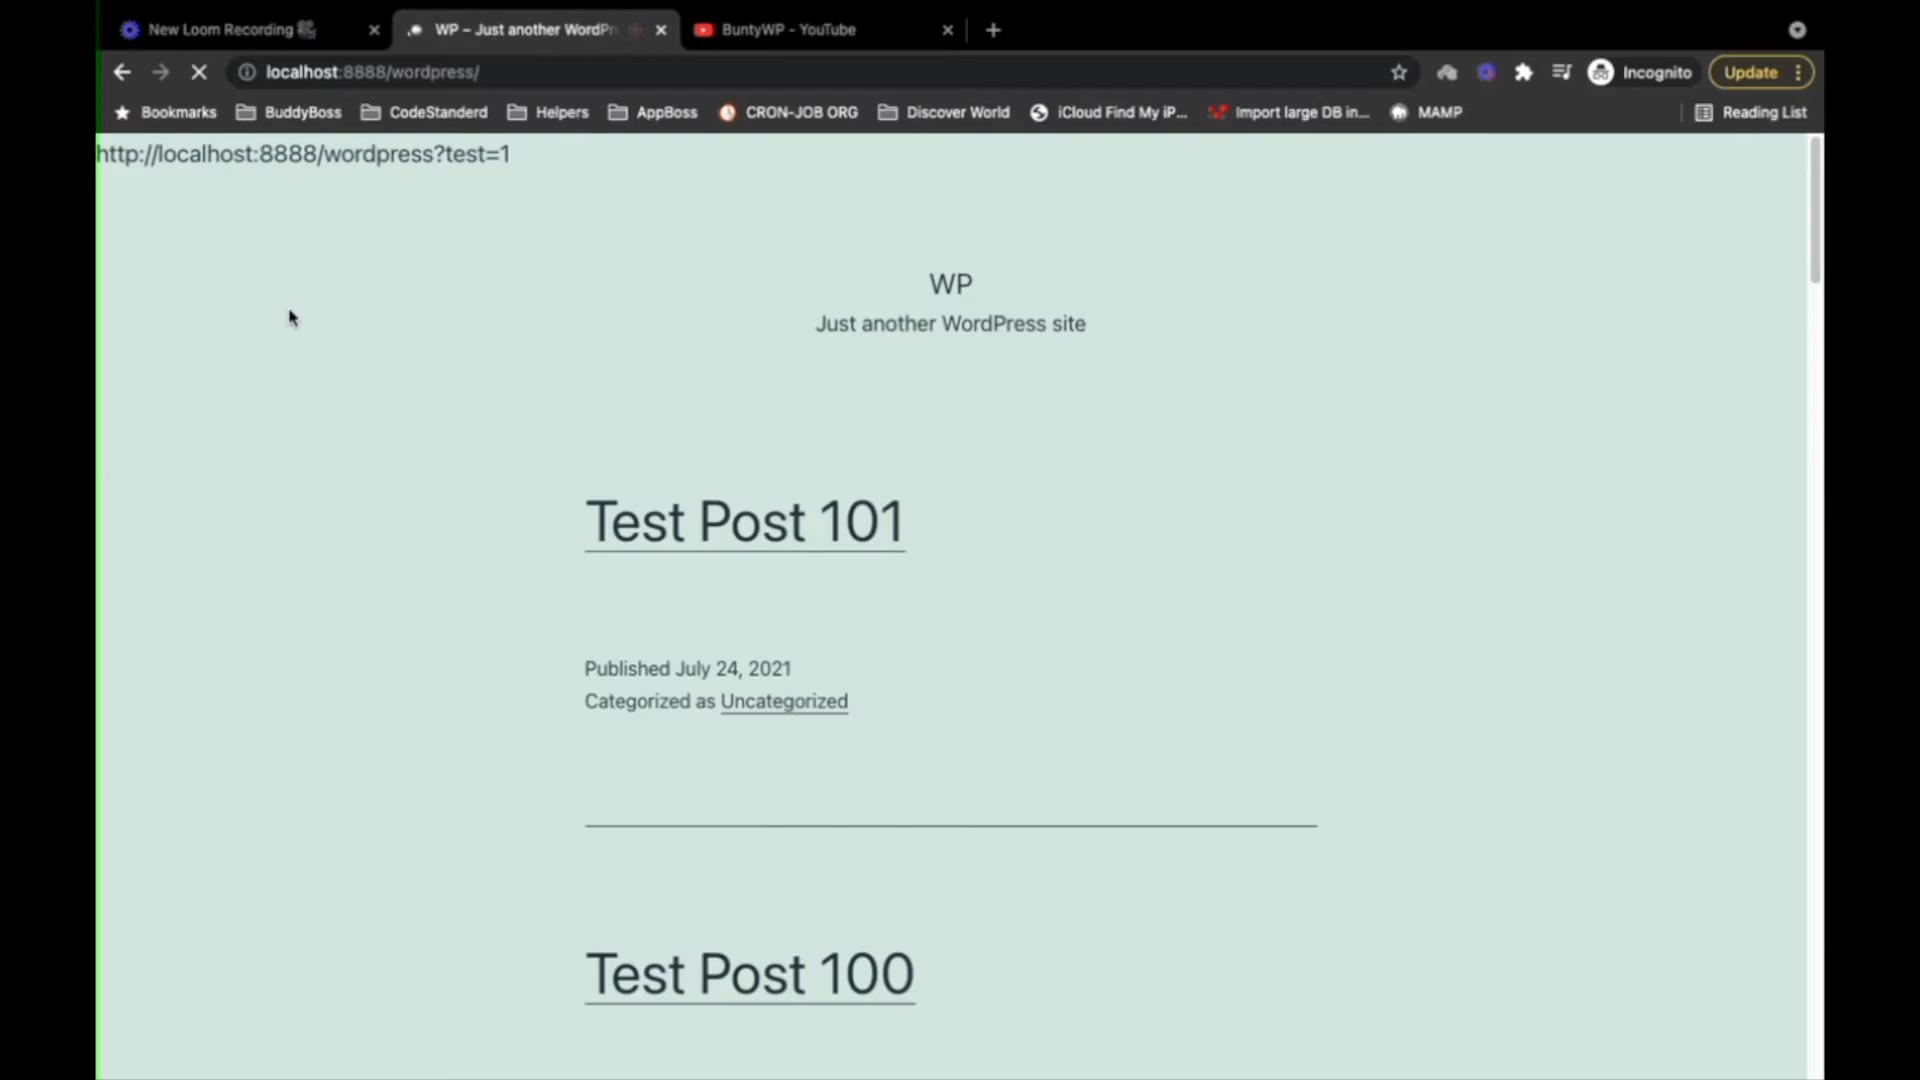 New Loom Recording
WP – Just another WordPr
BuntyWP - YouTube
localhost:8888/wordpress/
Incognito
Update
Bookmarks
BuddyBoss
CodeStanderd
Helpers
AppBoss
CRON-JOB ORG
Discover World
iCloud Find My iP...
Import large DB in...
MAMP
Reading List
http://localhost:8888/wordpress?test=1
WP
Just another WordPress site
Test Post 101
Published July 24, 2021
Categorized as Uncategorized
Test Post 100